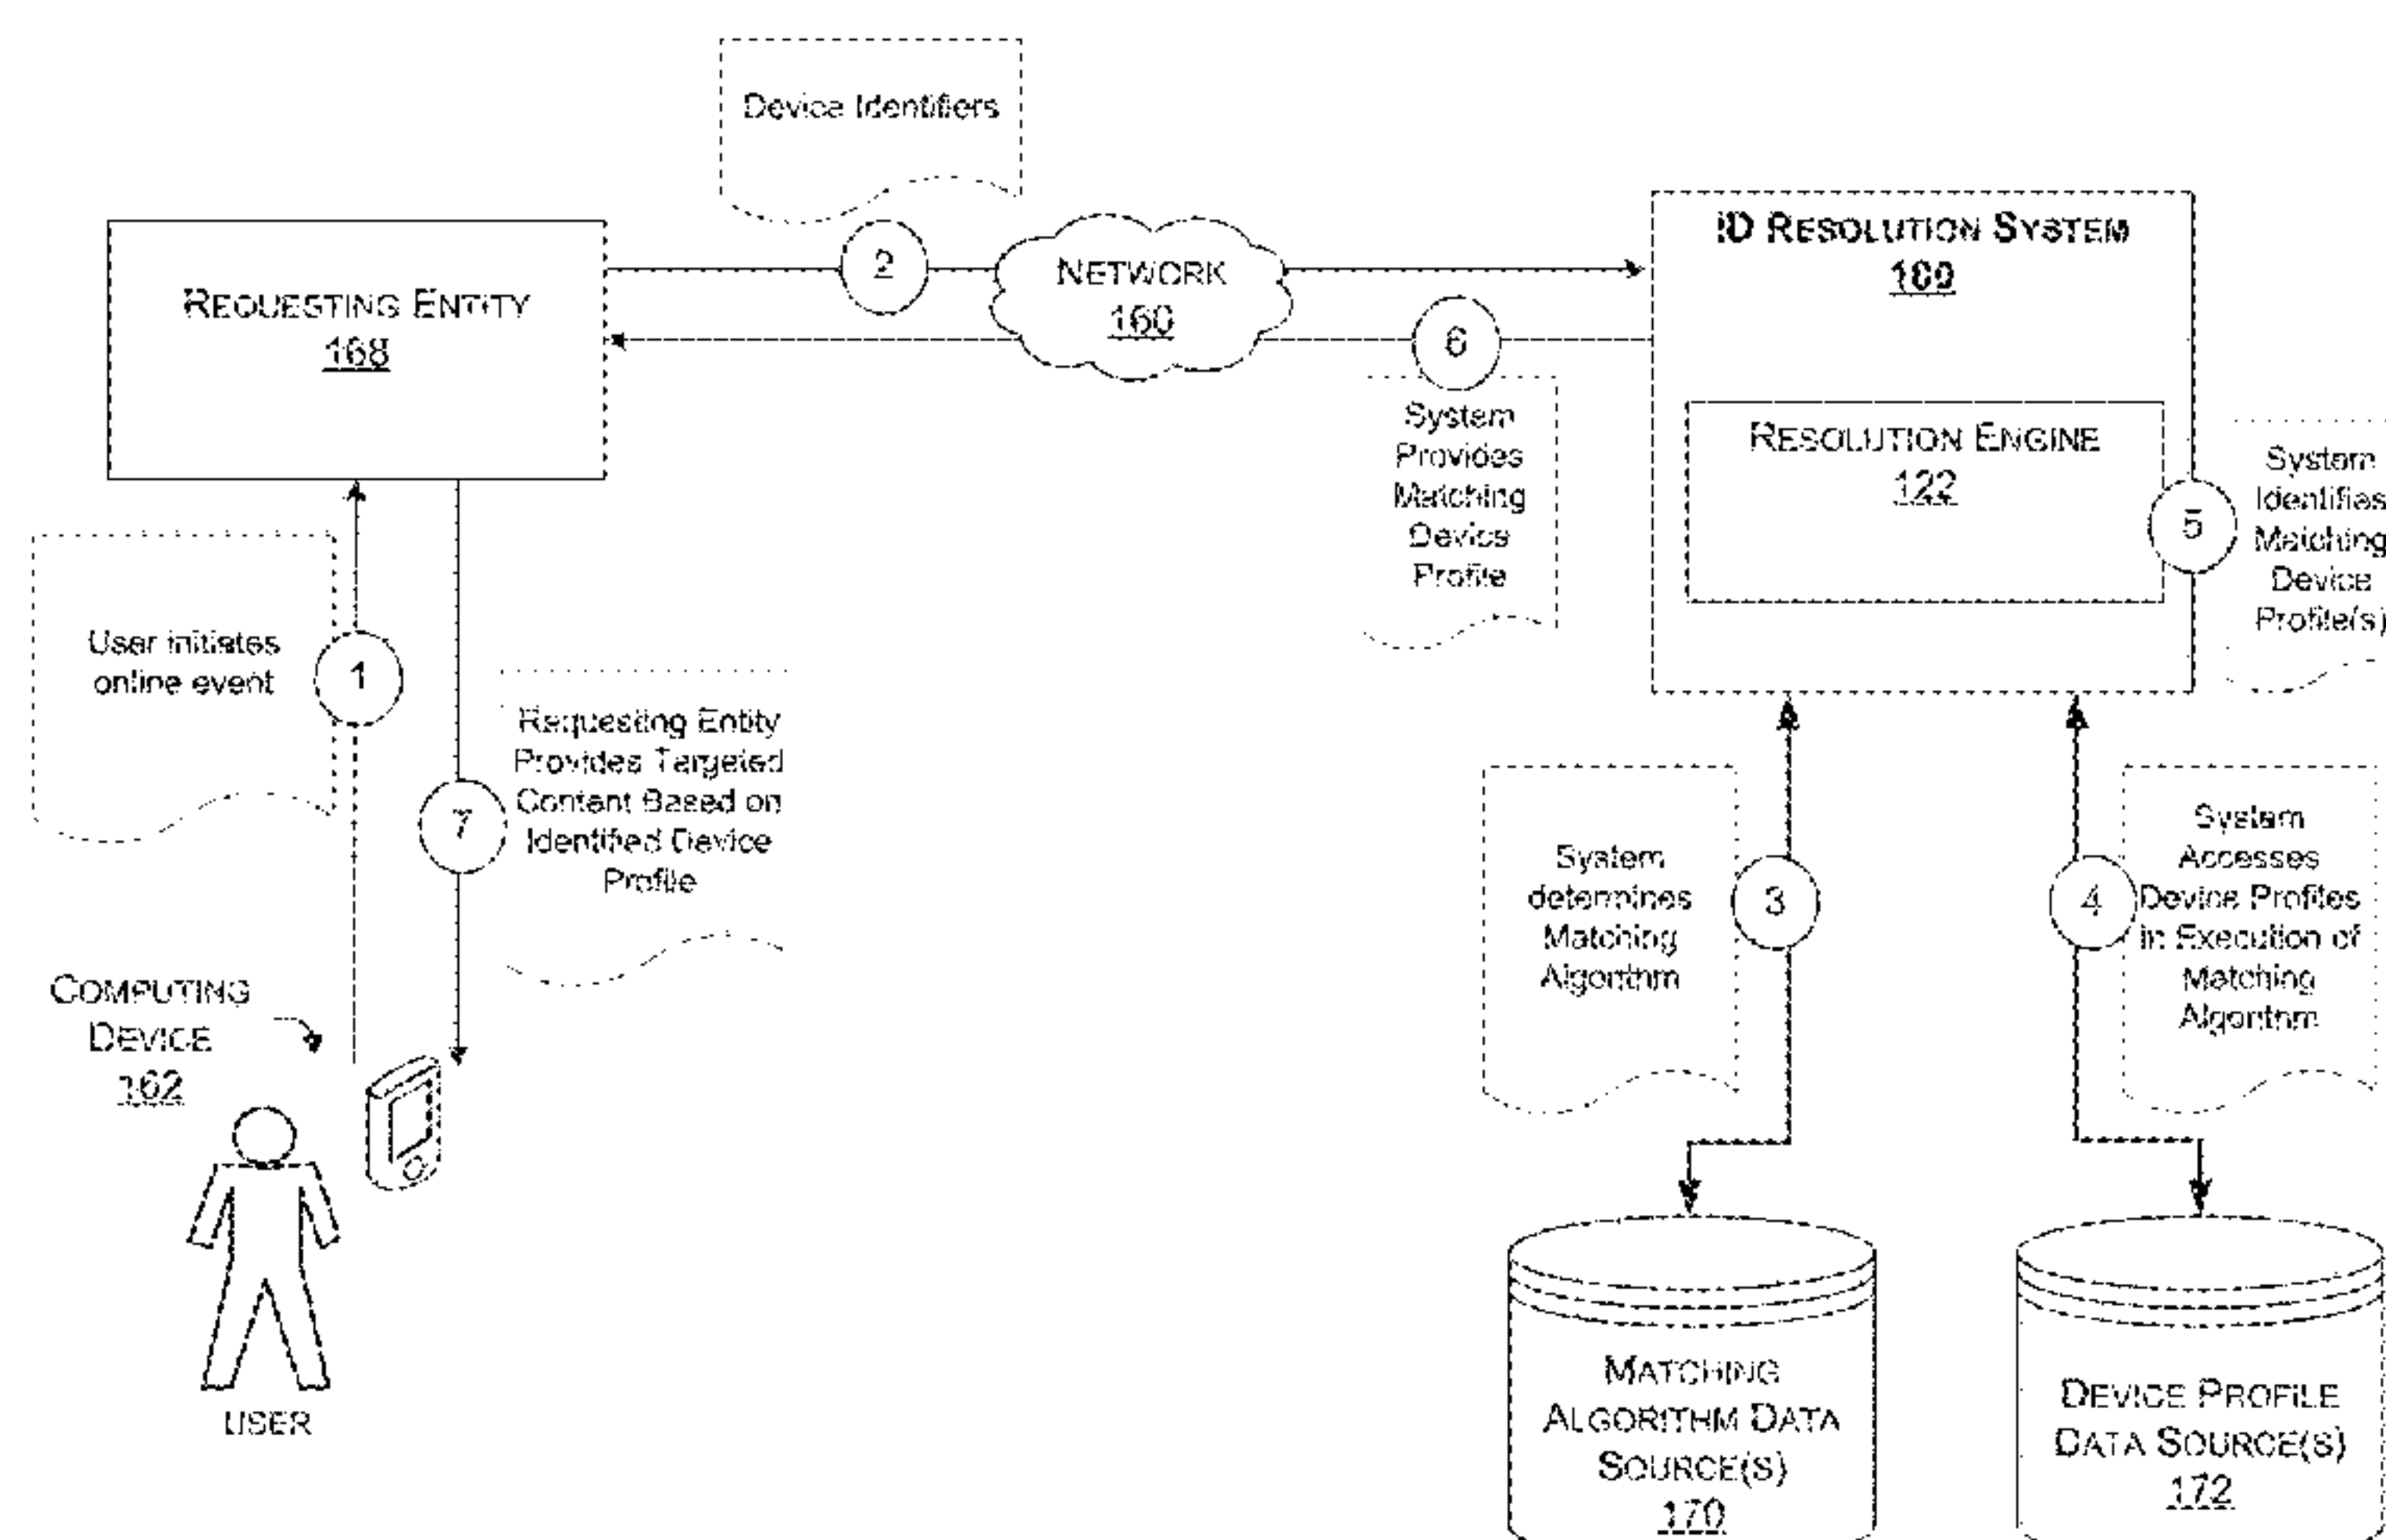 Device Identifiers
REQUESTING ENTITY
168
2
NETWORK
160
6
ID RESOLUTION SYSTEM
100
RESOLUTION ENGINE
122
5
System
Identifies
Matching
Device
Profile(s)
System
Provides
Matching
Device
Profile
User initiates
online event
1
7
Requesting Entity
Provides Targeted
Content Based on
Identified Device
Profile
System
determines
Matching
Algorithm
3
4
System
Accesses
Device Profiles
in Execution of
Matching
Algorithm
COMPUTING
DEVICE
162
USER
MATCHING
ALGORITHM DATA
SOURCE(S)
170
DEVICE PROFILE
DATA SOURCE(S)
172